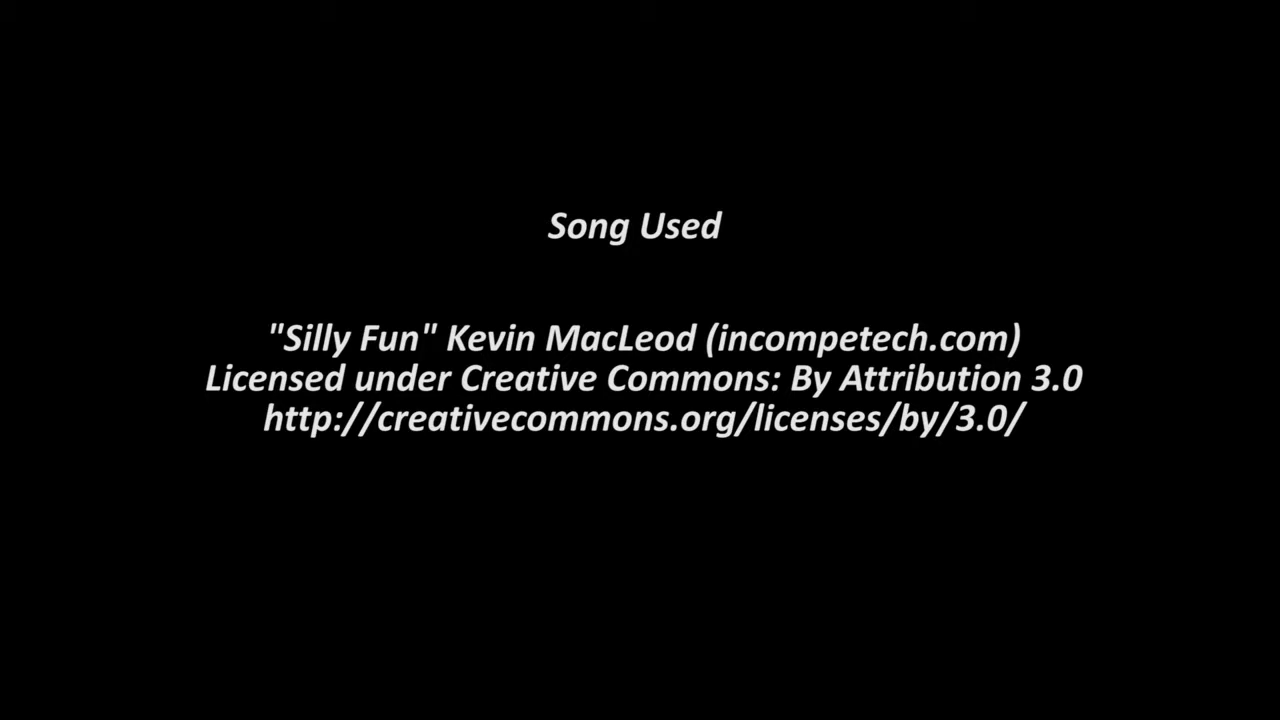 Song Used
"Silly Fun" Kevin MacLeod (incompetech.com)
Licensed under Creative Commons: By Attribution 3.0
http://creativecommons.org/licenses/by/3.0/